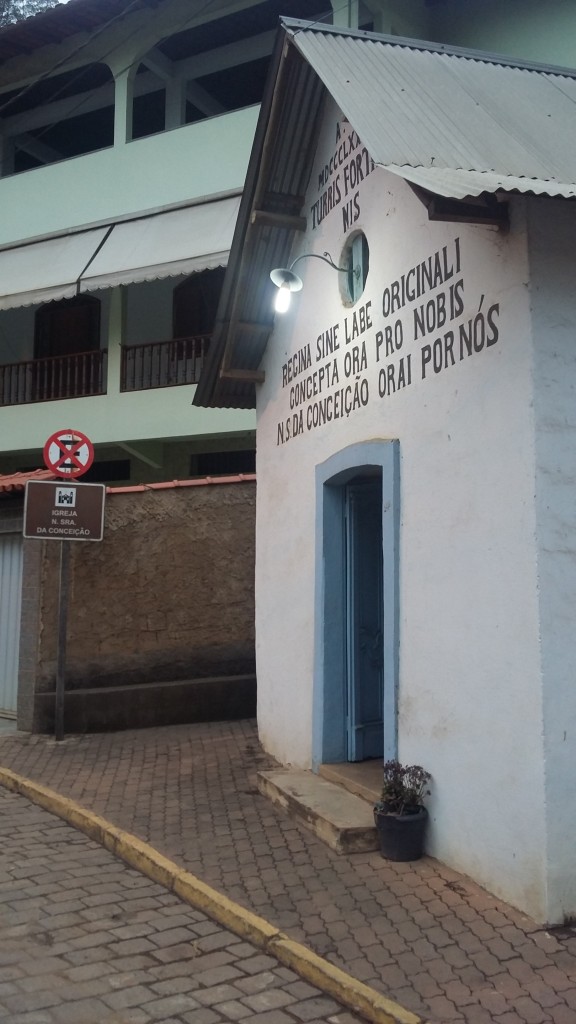 A.
TURRIS FORTI
NIS
REGINA SINE LABE ORIGINALI
CONCEPTA ORA PRO NOBIS
N.S.DA CONCEIÇÃO ORAI POR NÓS
IGREJA
N. SRA.
DA CONCEIÇÃO